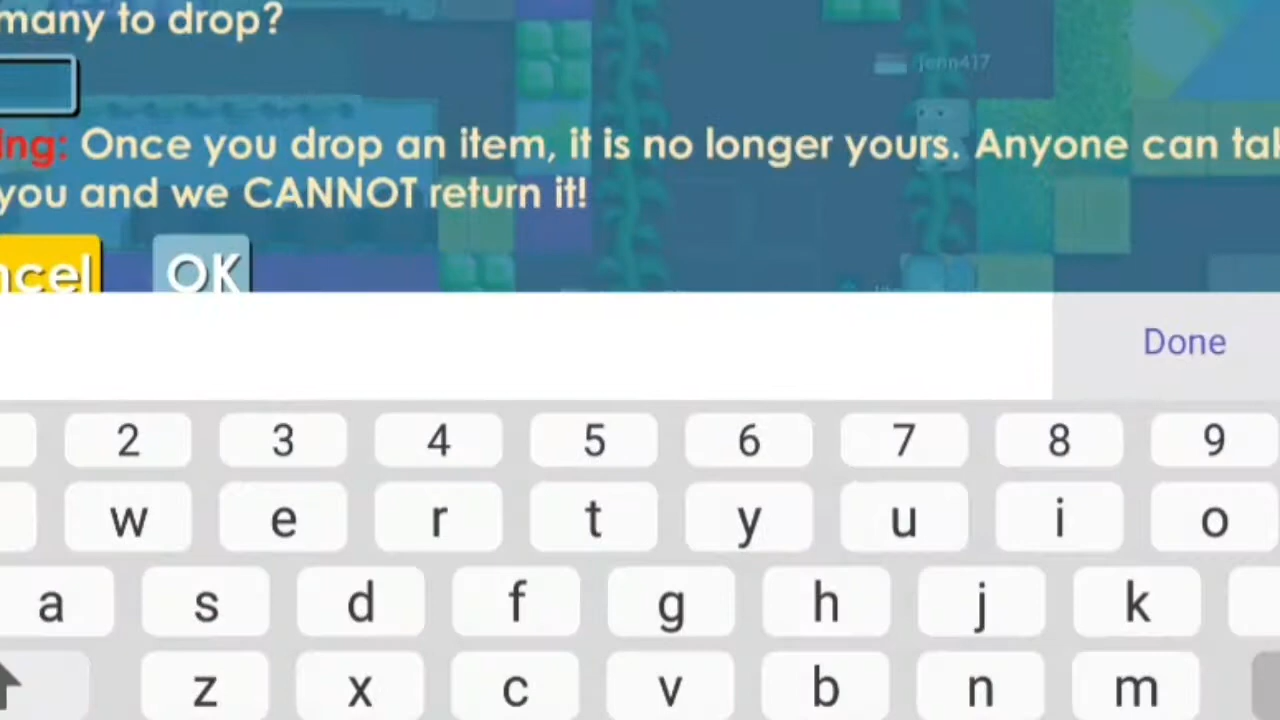 many to drop?
ing: Once you drop an item, it is no longer yours. Anyone can tak
you and we CANNOT return it!
ncel OK
jenn417
Done
2 3 4 5 6 7 8 9
w e r t y u i o
a s d f g h j k
z x c v b n m